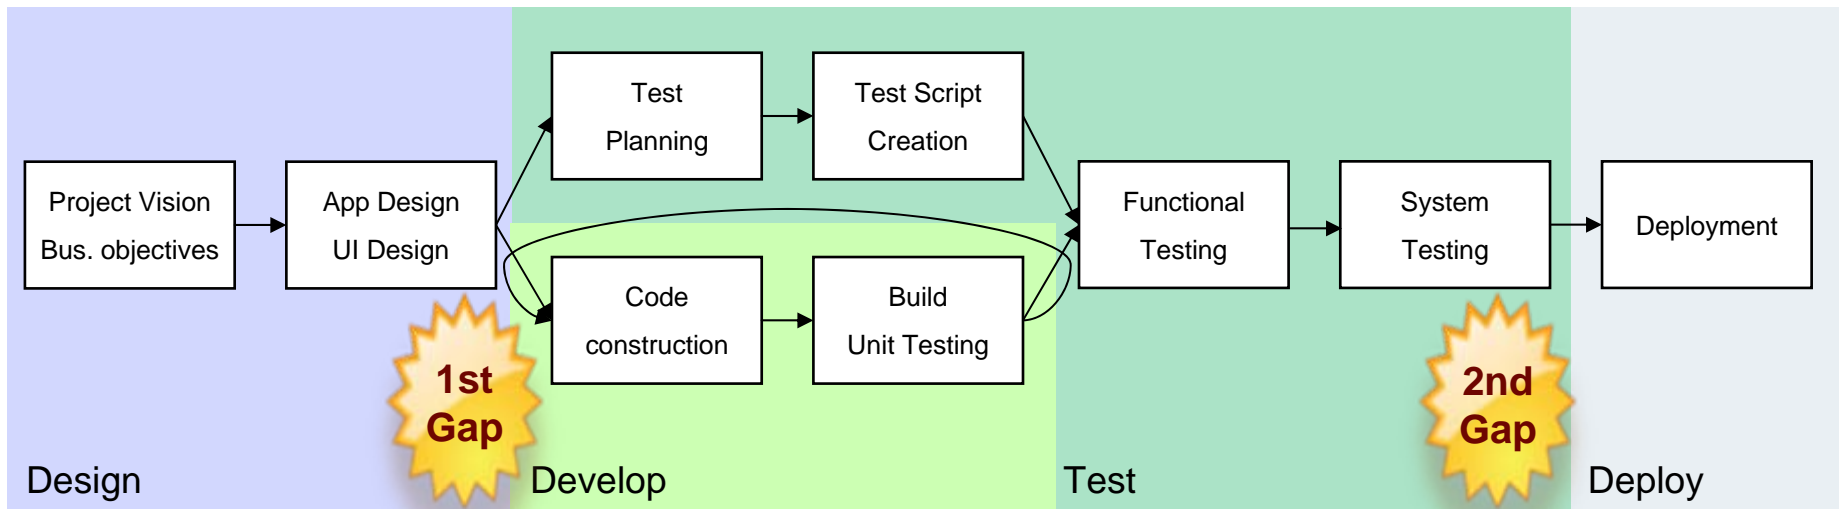 Test
Planning
Test Script
Creation
Project Vision
Bus. objectives
App Design
UI Design
Functional
Testing
System
Testing
Deployment
Code
construction
Build
Unit Testing
1st
Gap
2nd
Gap
Design
Develop
Test
Deploy